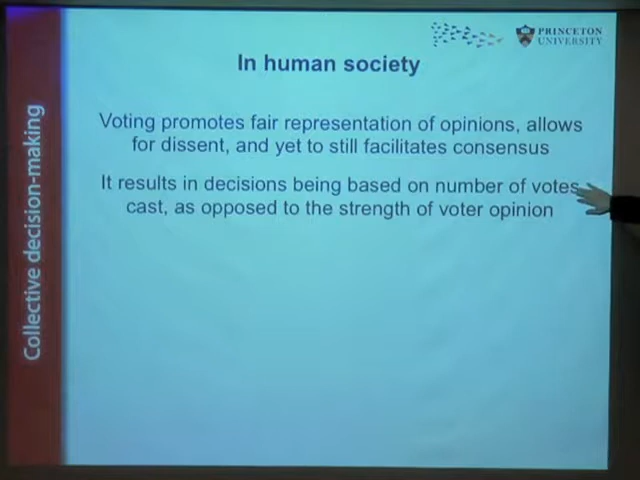 PRINCETON
UNIVERSITY
In human society
Voting promotes fair representation of opinions, allows
for dissent, and yet to still facilitates consensus
It results in decisions being based on number of votes
cast, as opposed to the strength of voter opinion
Collective decision-making